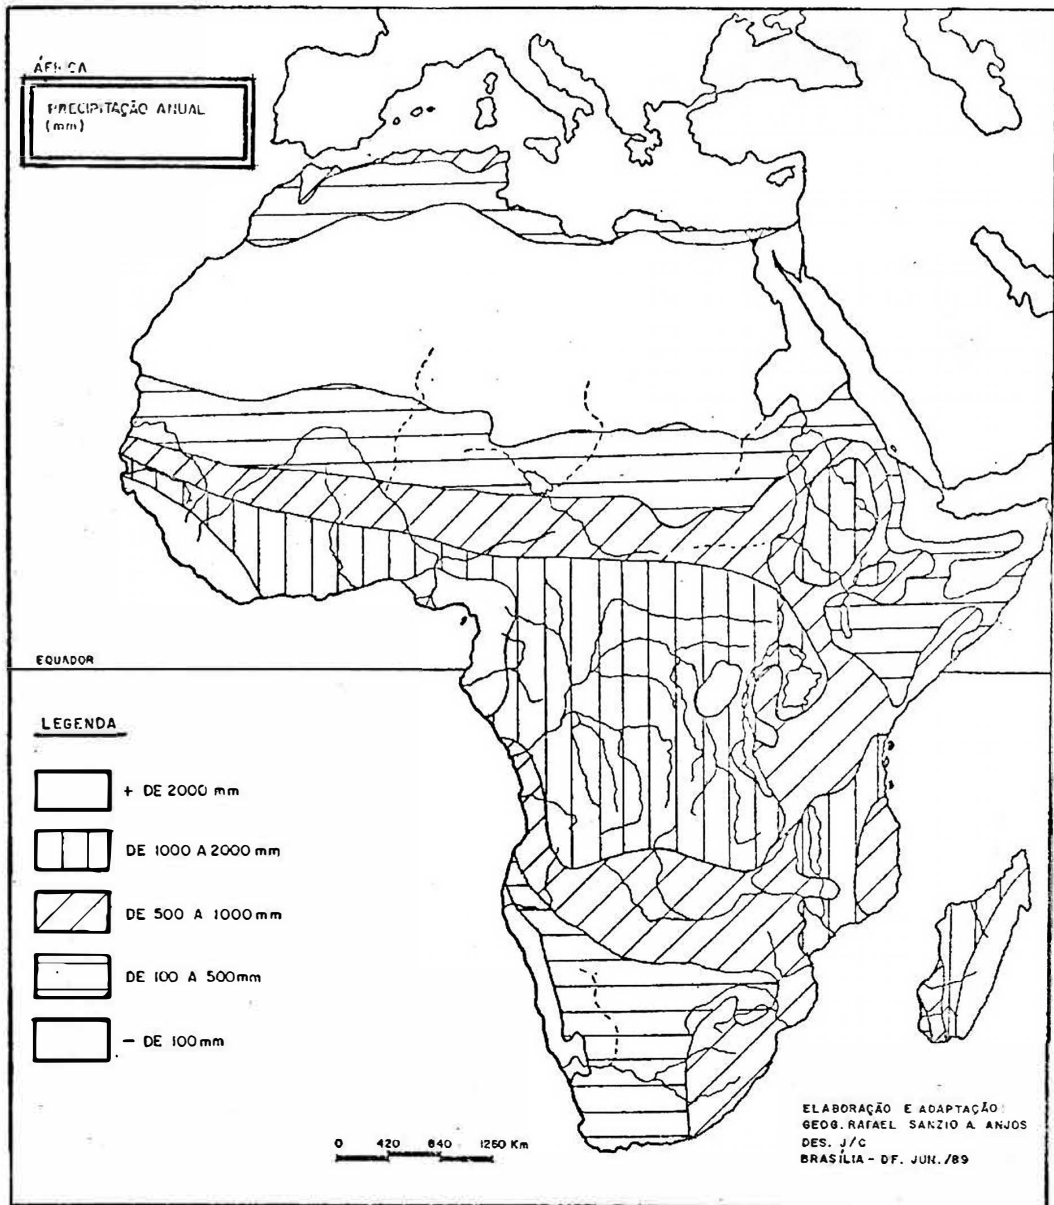 ÁFRICA
PRECIPITAÇÃO ANUAL
(mm)
EQUADOR
LEGENDA
+ DE 2000 mm
DE 1000 A 2000 mm
DE 500 A 1000 mm
DE 100 A 500 mm
- DE 100 mm
0 420 840 1260 Km
ELABORAÇÃO E ADAPTAÇÃO
GEOG. RAFAEL SANZIO A. ANJOS
DES. J/C
BRASÍLIA - DF. JUN./89